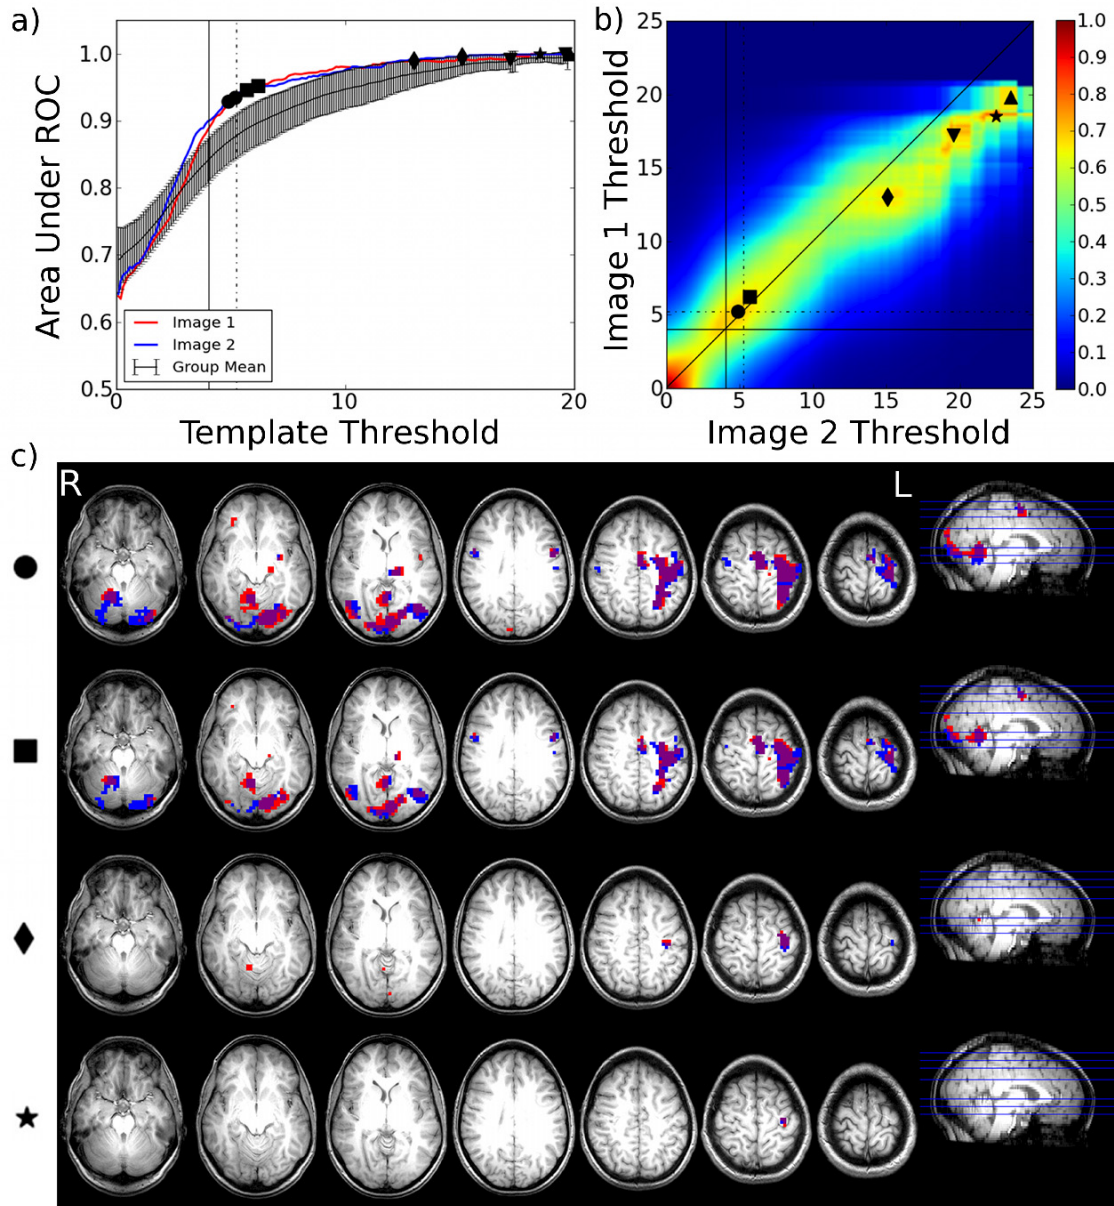 a)
Area Under ROC
1.0
0.9
0.8
0.7
0.6
0.5
Image 1
Image 2
Group Mean
0
10
20
Template Threshold
b)
Image 1 Threshold
25
20
15
10
5
0
0
5
10
15
20
25
Image 2 Threshold
1.0
0.9
0.8
0.7
0.6
0.5
0.4
0.3
0.2
0.1
0.0
c)
R
L